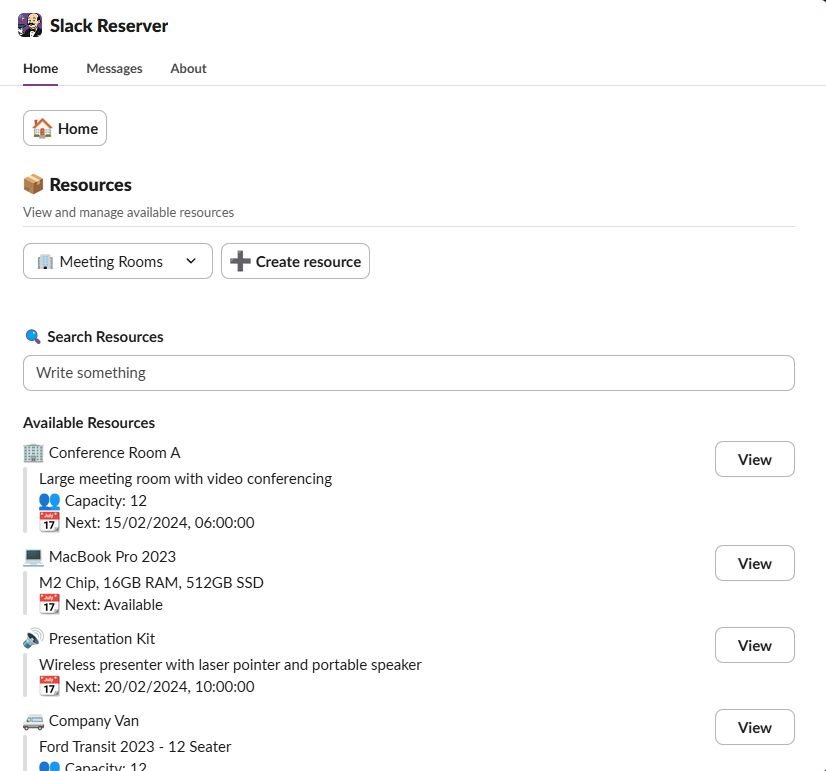 Slack Reserver
Home Messages About
Home
Resources
View and manage available resources
Meeting Rooms Create resource
Search Resources
Write something
Available Resources
Conference Room A
View
Large meeting room with video conferencing
Capacity: 12
Next: 15/02/2024, 06:00:00
MacBook Pro 2023
View
M2 Chip, 16GB RAM, 512GB SSD
Next: Available
Presentation Kit
View
Wireless presenter with laser pointer and portable speaker
Next: 20/02/2024, 10:00:00
Company Van
View
Ford Transit 2023 - 12 Seater
Capacity: 12